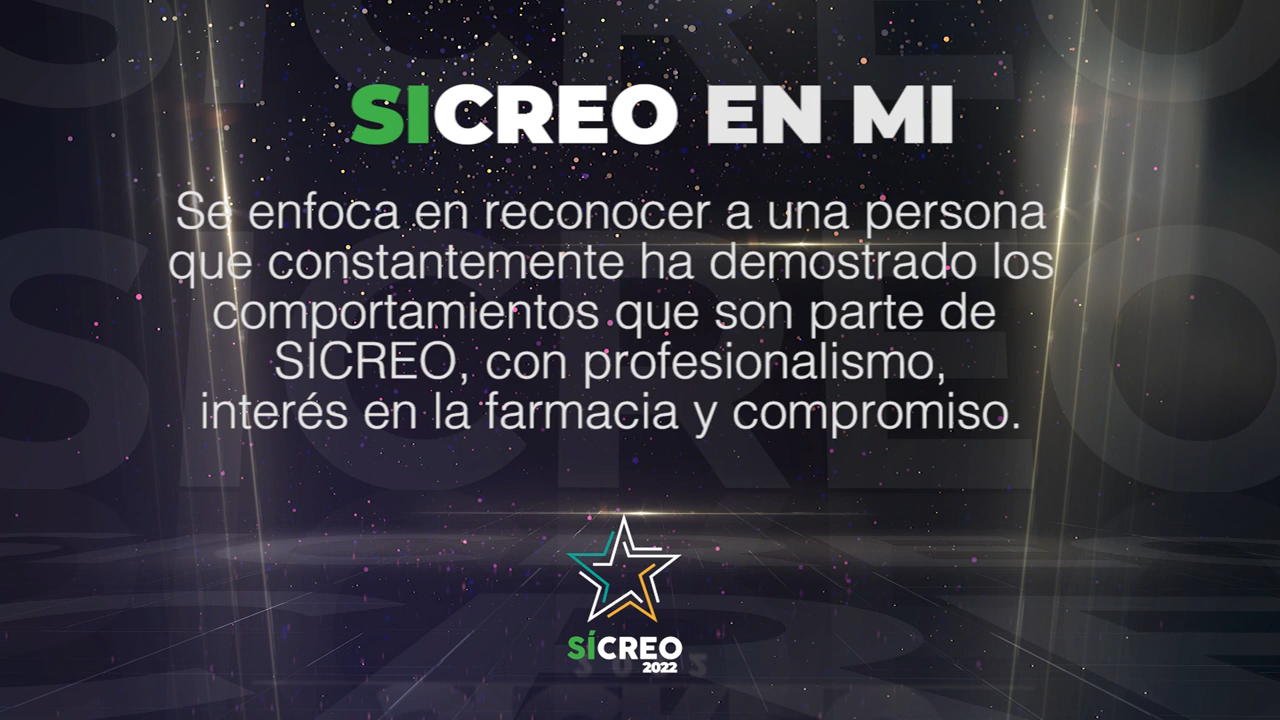 SICREO EN MI
Se enfoca en reconocer a una persona
que constantemente ha demostrado los
comportamientos que son parte de
SICREO, con profesionalismo,
interés en la farmacia y compromiso.
SÍCREO
2022